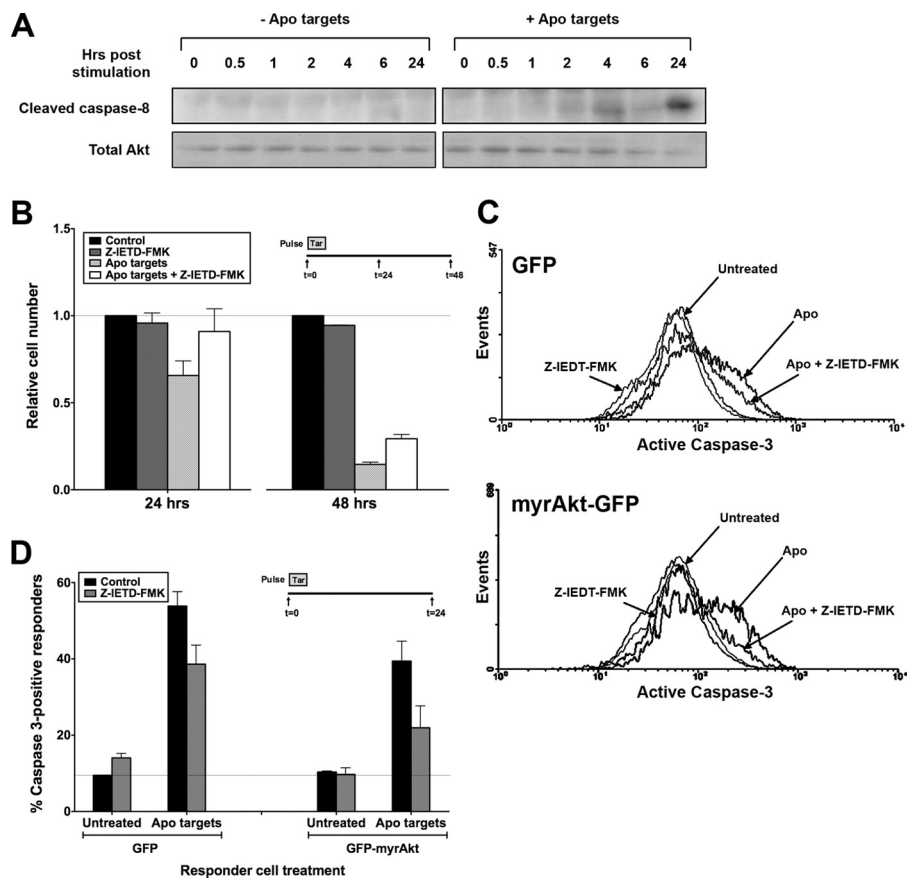 A
- Apo targets
+ Apo targets
Hrs post stimulation
0 0.5 1 2 4 6 24
0 0.5 1 2 4 6 24
Cleaved caspase-8
Total Akt
B
Relative cell number
1.5
1.0
0.5
0.0
Control
Z-IETD-FMK
Apo targets
Apo targets + Z-IETD-FMK
Pulse Tar
t=0 t=24 t=48
24 hrs
48 hrs
C
GFP
547
0
Events
Untreated
Apo
Z-IEDT-FMK
Apo + Z-IETD-FMK
10⁰ 10¹ 10² 10³ 10⁴
Active Caspase-3
myrAkt-GFP
0
Events
Untreated
Apo
Z-IEDT-FMK
Apo + Z-IETD-FMK
10⁰ 10¹ 10² 10³ 10⁴
Active Caspase-3
D
% Caspase 3-positive responders
60
40
20
0
Control
Z-IETD-FMK
Pulse Tar
t=0 t=24
Untreated Apo targets
Untreated Apo targets
GFP
GFP-myrAkt
Responder cell treatment